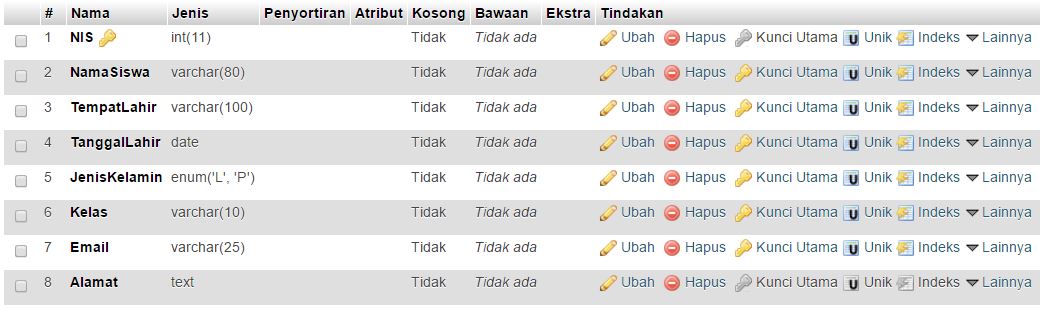 # Nama Jenis Penyortiran Atribut Kosong Bawaan Ekstra Tindakan
1 NIS int(11) Tidak Tidak ada Ubah Hapus Kunci Utama Unik Indeks Lainnya
2 NamaSiswa varchar(80) Tidak Tidak ada Ubah Hapus Kunci Utama Unik Indeks Lainnya
3 TempatLahir varchar(100) Tidak Tidak ada Ubah Hapus Kunci Utama Unik Indeks Lainnya
4 TanggalLahir date Tidak Tidak ada Ubah Hapus Kunci Utama Unik Indeks Lainnya
5 JenisKelamin enum('L', 'P') Tidak Tidak ada Ubah Hapus Kunci Utama Unik Indeks Lainnya
6 Kelas varchar(10) Tidak Tidak ada Ubah Hapus Kunci Utama Unik Indeks Lainnya
7 Email varchar(25) Tidak Tidak ada Ubah Hapus Kunci Utama Unik Indeks Lainnya
8 Alamat text Tidak Tidak ada Ubah Hapus Kunci Utama Unik Indeks Lainnya